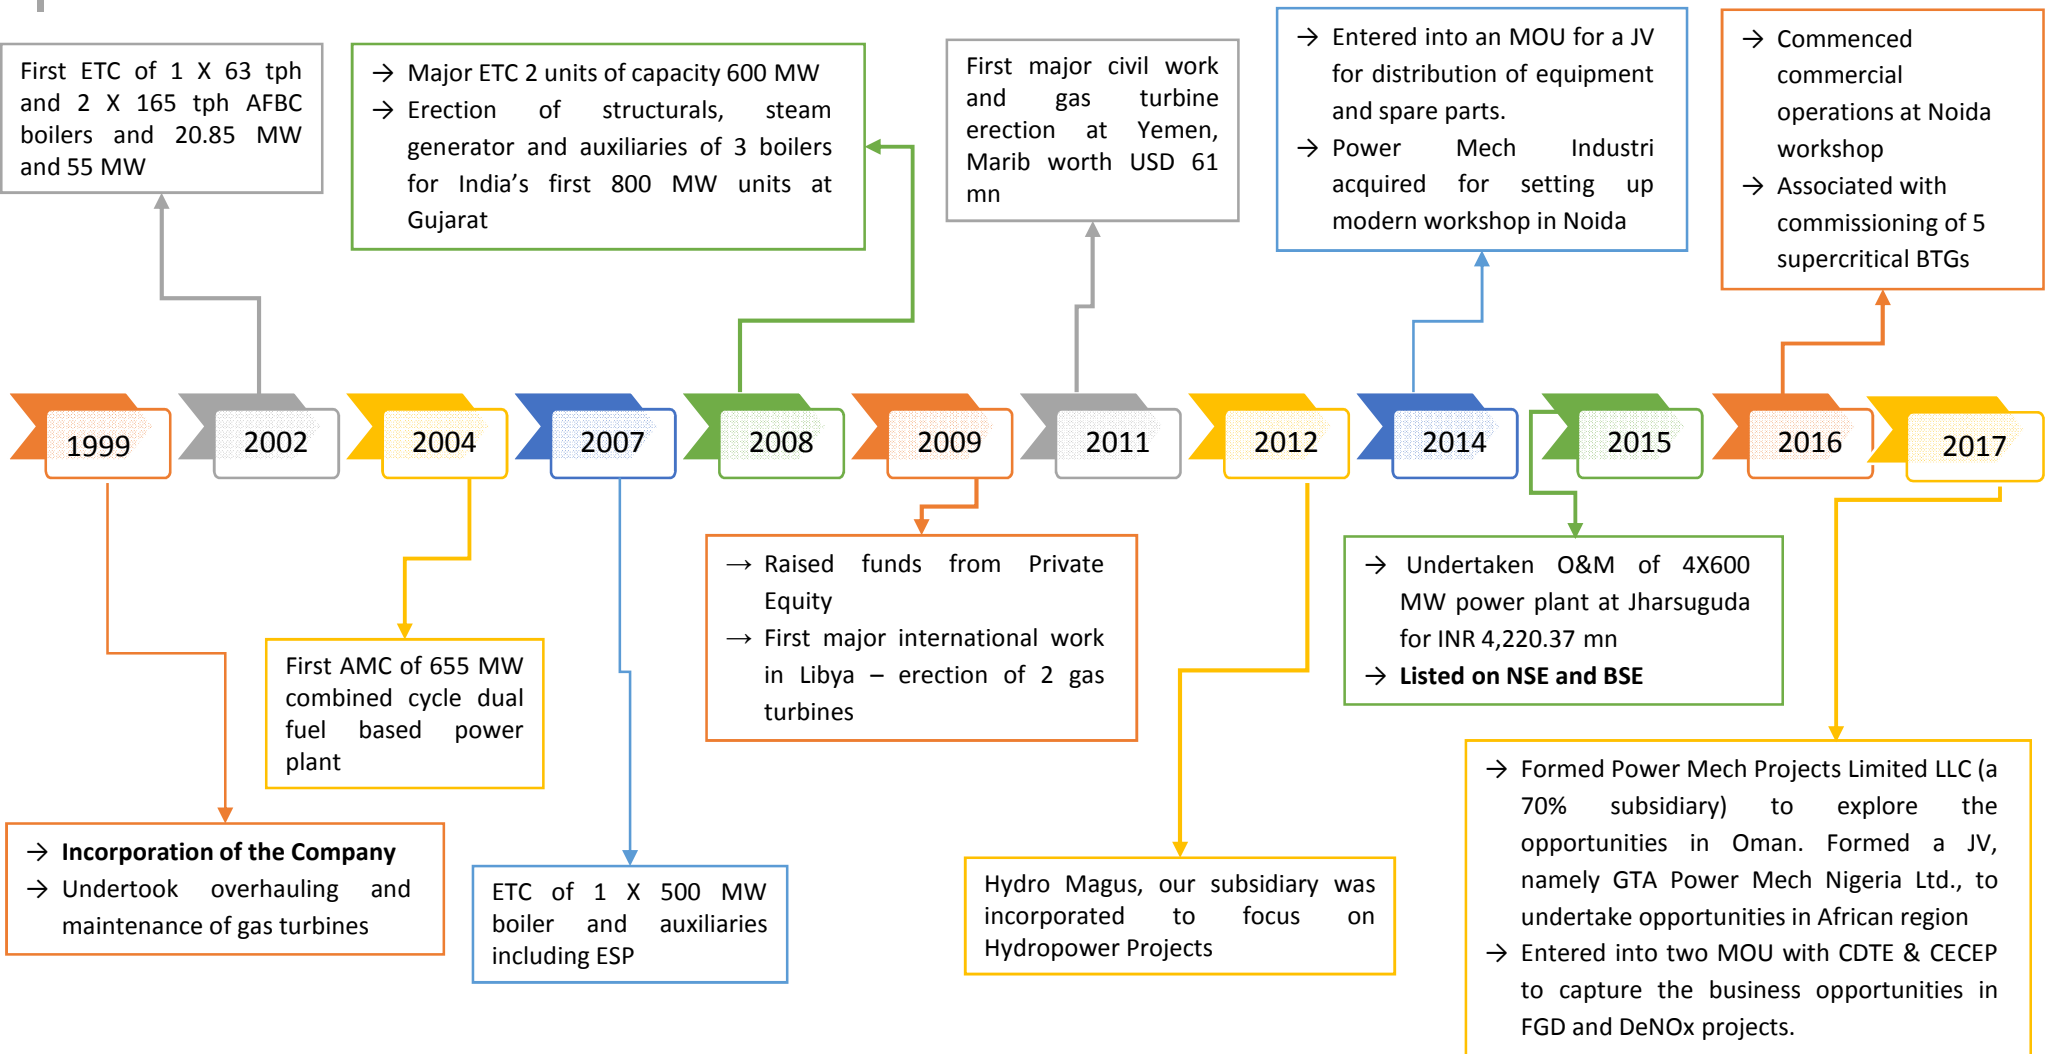 First ETC of 1 X 63 tph
and 2 X 165 tph AFBC
boilers and 20.85 MW
and 55 MW
→ Major ETC 2 units of capacity 600 MW
→ Erection of structurals, steam
generator and auxiliaries of 3 boilers
for India’s first 800 MW units at
Gujarat
First major civil work
and gas turbine
erection at Yemen,
Marib worth USD 61
mn
→ Entered into an MOU for a JV
for distribution of equipment
and spare parts.
→ Power Mech Industri
acquired for setting up
modern workshop in Noida
→ Commenced
commercial
operations at Noida
workshop
→ Associated with
commissioning of 5
supercritical BTGs
1999
2002
2004
2007
2008
2009
2011
2012
2014
2015
2016
2017
→ Incorporation of the Company
→ Undertook overhauling and
maintenance of gas turbines
First AMC of 655 MW
combined cycle dual
fuel based power
plant
ETC of 1 X 500 MW
boiler and auxiliaries
including ESP
→ Raised funds from Private
Equity
→ First major international work
in Libya – erection of 2 gas
turbines
Hydro Magus, our subsidiary was
incorporated to focus on
Hydropower Projects
→ Undertaken O&M of 4X600
MW power plant at Jharsuguda
for INR 4,220.37 mn
→ Listed on NSE and BSE
→ Formed Power Mech Projects Limited LLC (a
70% subsidiary) to explore the
opportunities in Oman. Formed a JV,
namely GTA Power Mech Nigeria Ltd., to
undertake opportunities in African region
→ Entered into two MOU with CDTE & CECEP
to capture the business opportunities in
FGD and DeNOx projects.